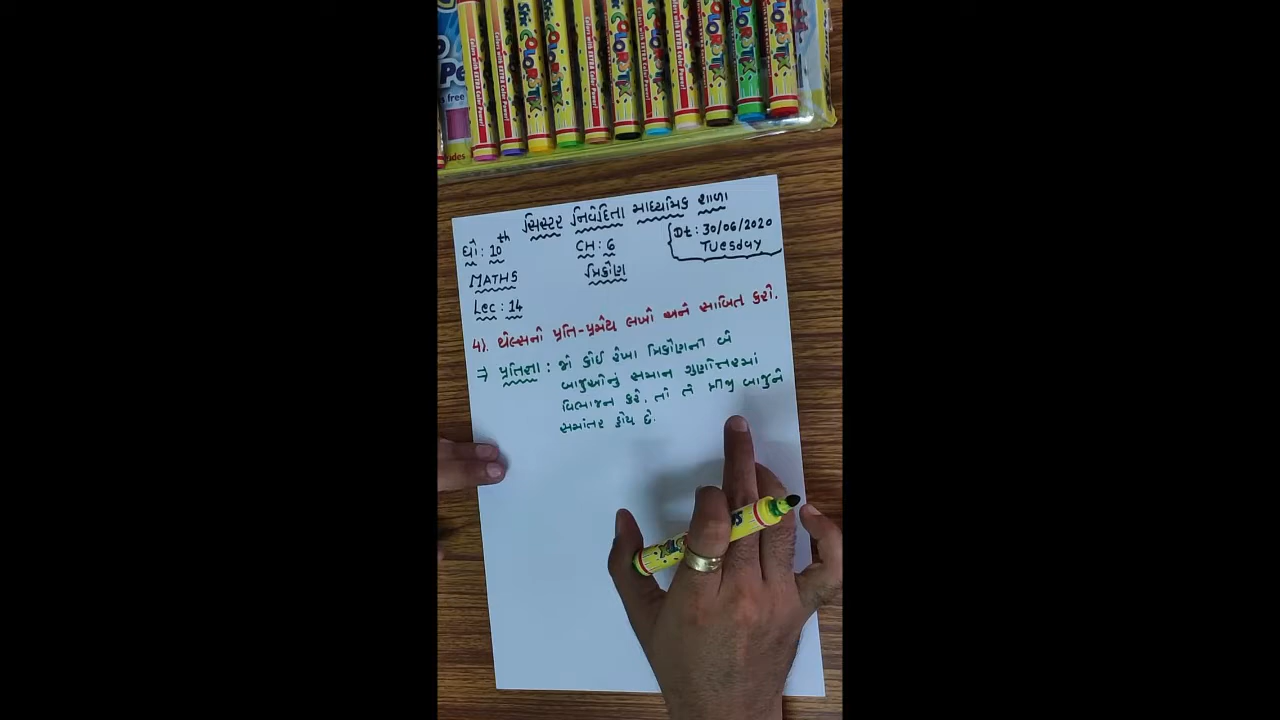 સિસ્ટર નિવેદિતા માધ્યમિક શાળા
ધો : 10th
CH : 6
Dt : 30/06/2020
Tuesday
MATHS
ત્રિકોણ
Lec : 14
4). થેલ્સનો પ્રતિ-પ્રમેય લખો અને સાબિત કરો.
⇒ પ્રતિજ્ઞા : જો કોઈ રેખા ત્રિકોણની બે
બાજુઓનું સમાન ગુણોત્તરમાં
વિભાજન કરે. તો તે ત્રીજી બાજુને
સમાંતર હોય છે.